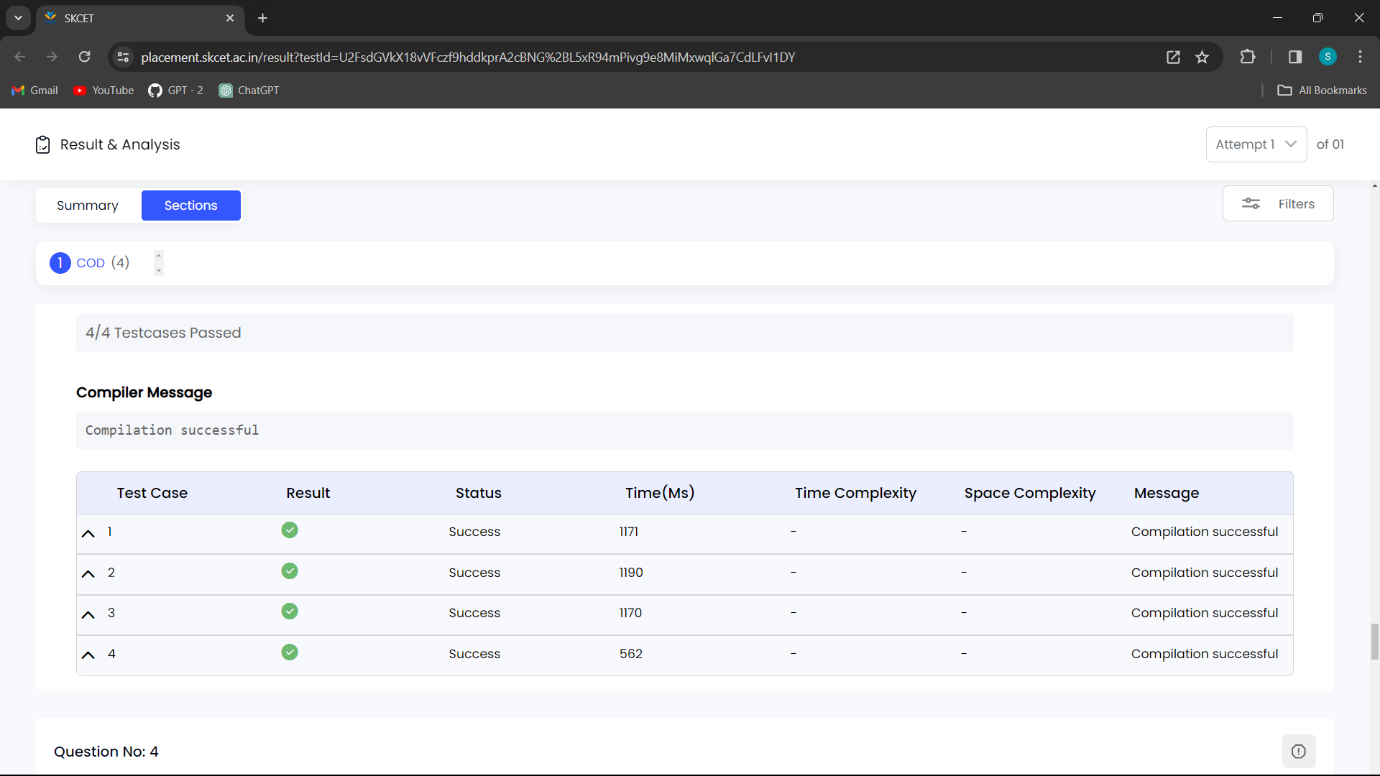 SKCET
placement.skcet.ac.in/result?testId=U2FsdGVkX18vVFczf9hddkprA2cBNG%2BL5xR94mPivg9e8MiMxwqlGa7CdLFvI1DY
S
Gmail YouTube GPT - 2 ChatGPT All Bookmarks
Result & Analysis Attempt 1 of 01
Summary Sections Filters
1 COD (4)
4/4 Testcases Passed
Compiler Message
Compilation successful
Test Case Result Status Time(Ms) Time Complexity Space Complexity Message
1 Success 1171 - - Compilation successful
2 Success 1190 - - Compilation successful
3 Success 1170 - - Compilation successful
4 Success 562 - - Compilation successful
Question No: 4